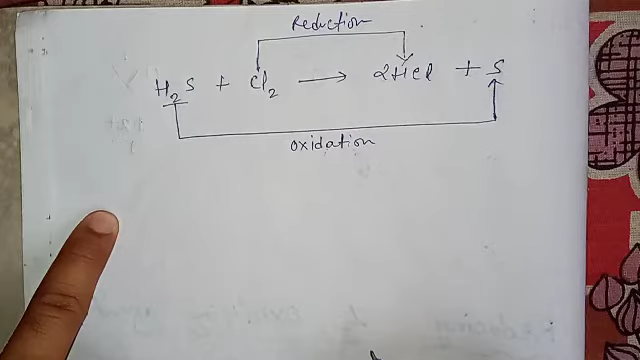 Reduction
H₂S + Cl₂ → 2HCl + S
oxidation